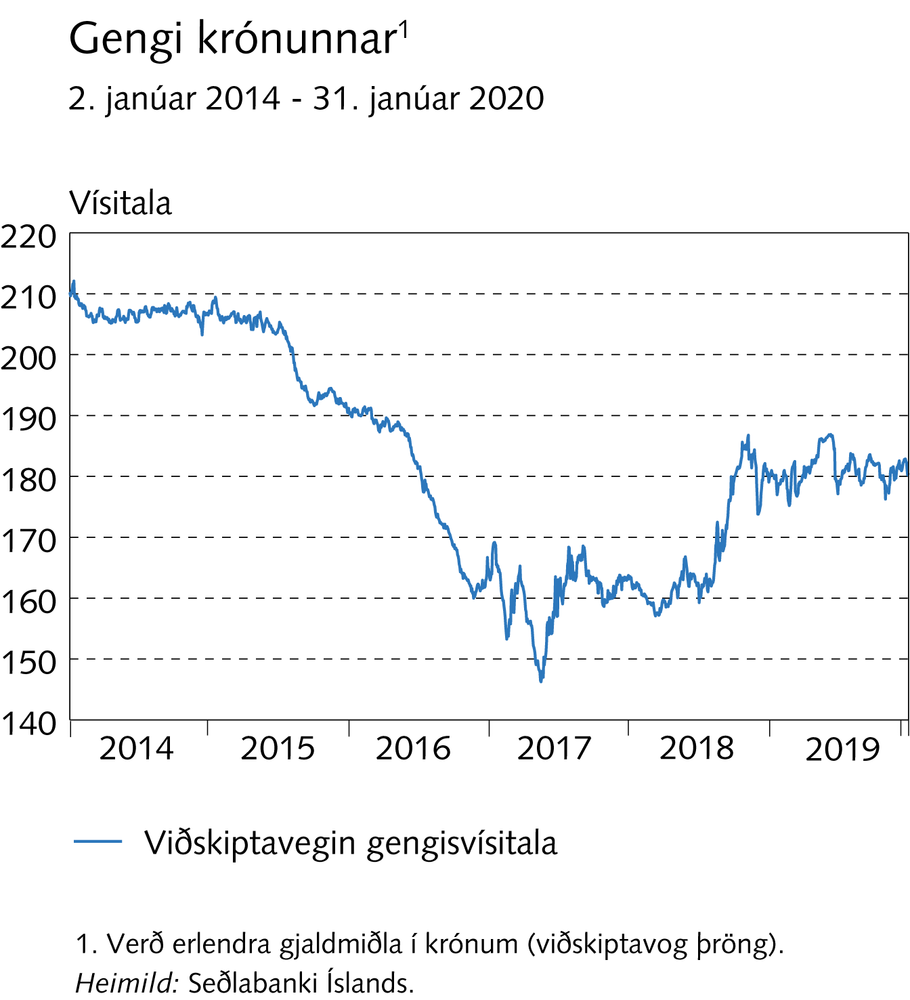 Gengi krónunnar¹
2. janúar 2014 - 31. janúar 2020
Vísitala
220
210
200
190
180
170
160
150
140
2014 2015 2016 2017 2018 2019
Viðskiptavegin gengisvísitala
1. Verð erlendra gjaldmiðla í krónum (viðskiptavog þröng).
Heimild: Seðlabanki Íslands.